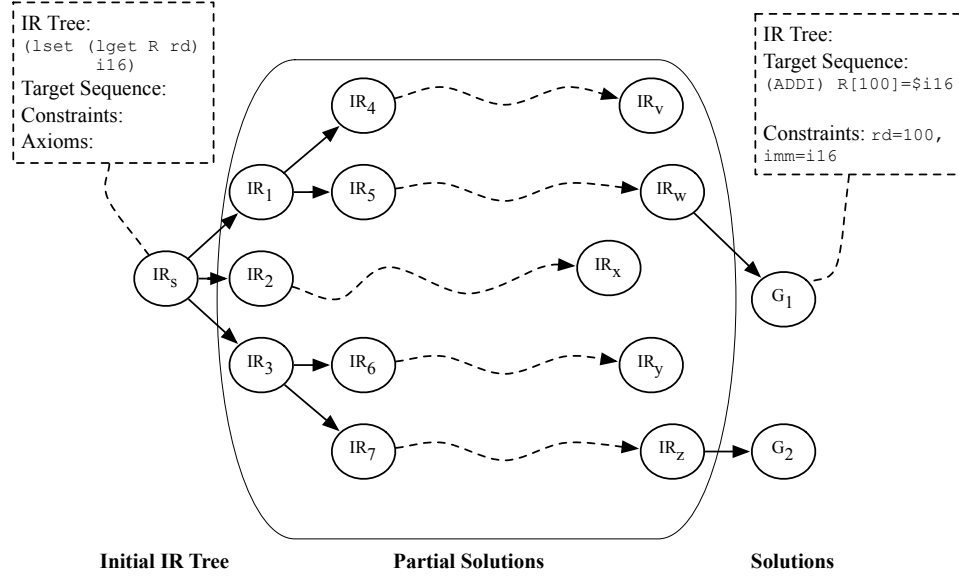 IR Tree:
(lset (lget R rd)
i16)
Target Sequence:
Constraints:
Axioms:
IR Tree:
Target Sequence:
(ADDI) R[100]=$i16
Constraints: rd=100,
imm=i16
IR4
IRv
IR1
IR5
IRw
IRs
IR2
IRx
G1
IR3
IR6
IRy
IR7
IRz
G2
Initial IR Tree
Partial Solutions
Solutions